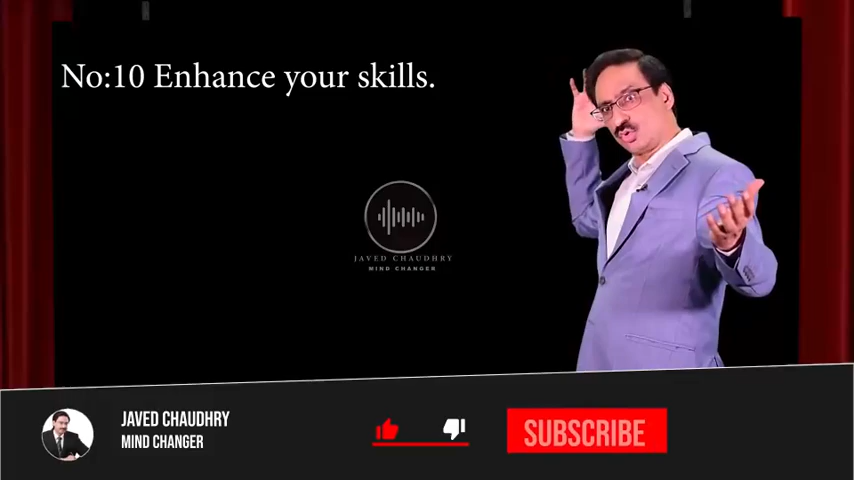 No:10 Enhance your skills.
JAVED CHAUDHRY
MIND CHANGER
JAVED CHAUDHRY
MIND CHANGER
SUBSCRIBE